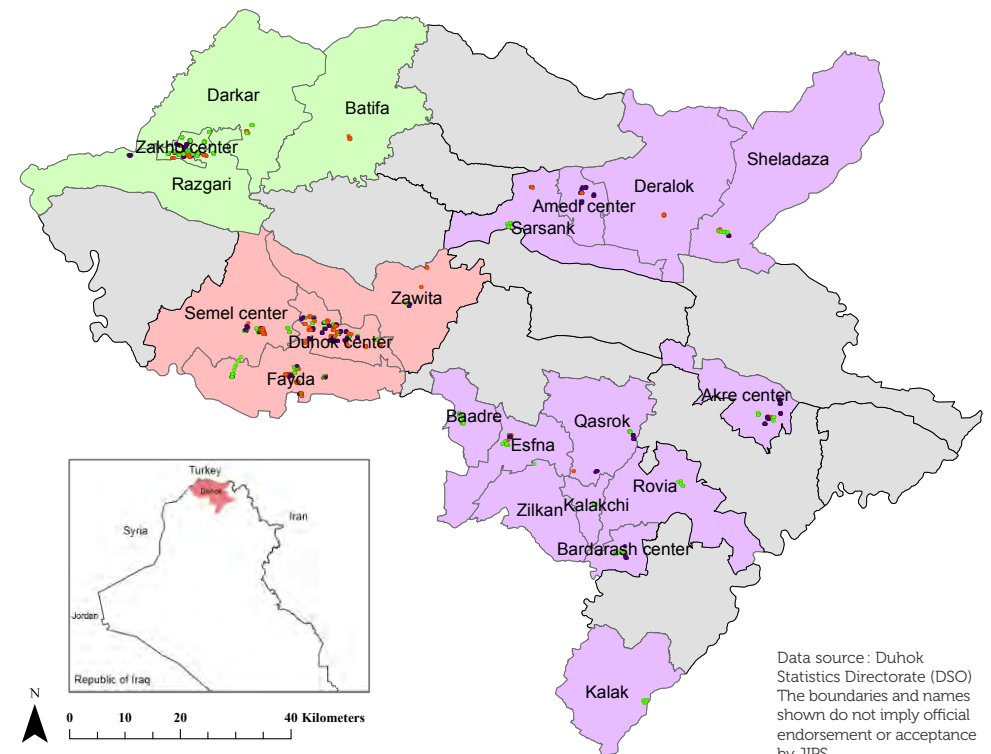 Darkar
Batifa
Zakho center
Razgari
Sheladaza
Deralok
Amedi center
Sarsank
Zawita
Semel center
Duhok center
Fayda
Akre center
Baadre
Qasrok
Esfna
Rovia
Zilkan
Kalakchi
Bardarash center
Kalak
Turkey
Duhok
Iran
Syria
Jordan
Republic of Iraq
N
0 10 20 40 Kilometers
Data source : Duhok
Statistics Directorate (DSO)
The boundaries and names
shown do not imply official
endorsement or acceptance
by JIPS